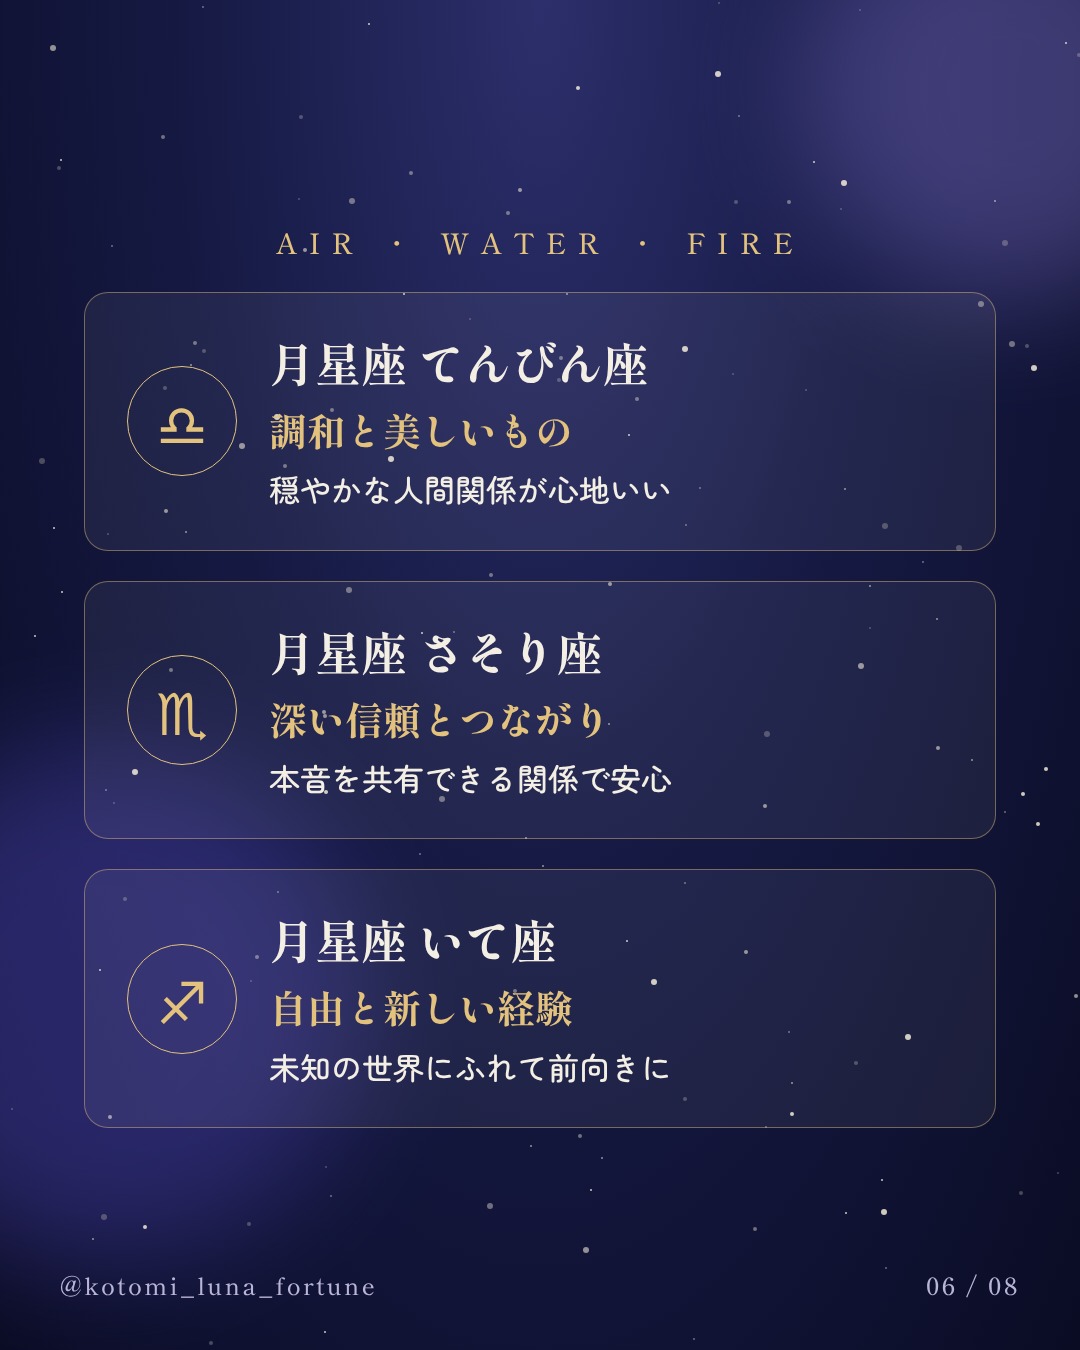 AIR · WATER · FIRE
♎
月星座 てんびん座
調和と美しいもの
穏やかな人間関係が心地いい
♏
月星座 さそり座
深い信頼とつながり
本音を共有できる関係で安心
♐
月星座 いて座
自由と新しい経験
未知の世界にふれて前向きに
@kotomi_luna_fortune
06 / 08